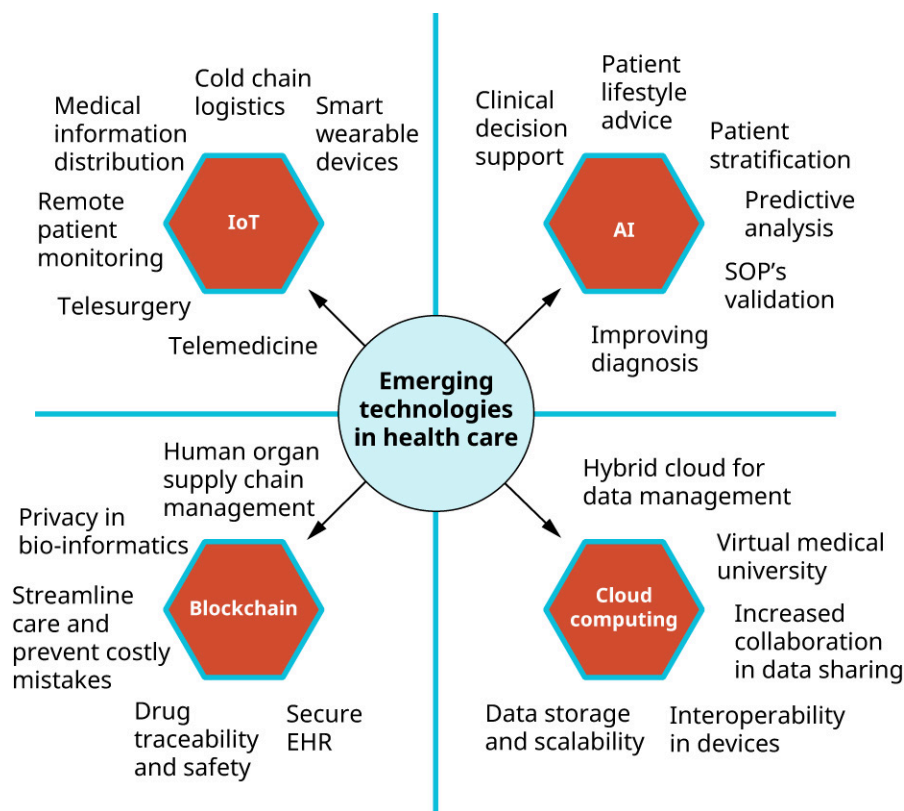 Cold chain
logistics
Medical
information
distribution
Smart
wearable
devices
Remote
patient
monitoring
IoT
Telesurgery
Telemedicine
Patient
lifestyle
advice
Clinical
decision
support
Patient
stratification
Predictive
analysis
AI
SOP's
validation
Improving
diagnosis
Emerging
technologies
in health care
Human organ
supply chain
management
Privacy in
bio-informatics
Streamline
care and
prevent costly
mistakes
Blockchain
Drug
traceability
and safety
Secure
EHR
Hybrid cloud for
data management
Virtual medical
university
Cloud
computing
Increased
collaboration
in data sharing
Data storage
and scalability
Interoperability
in devices